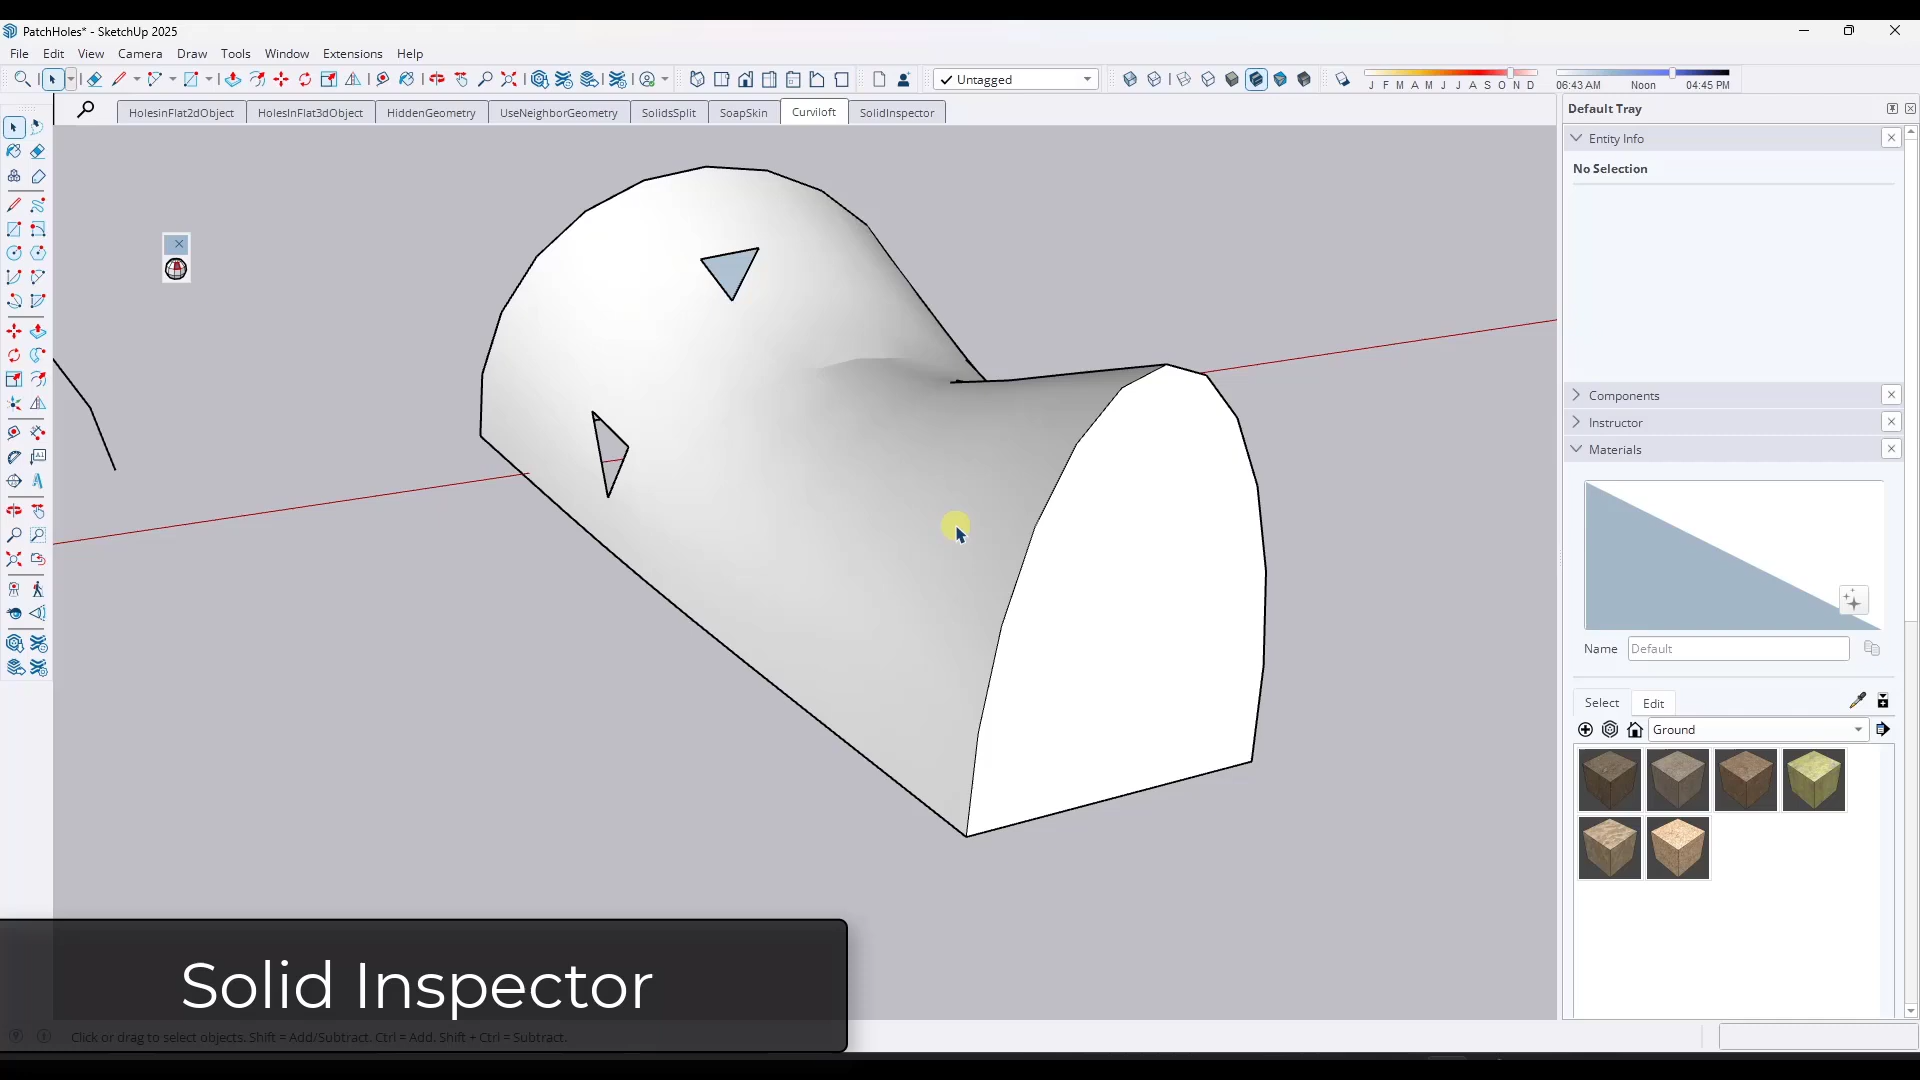 PatchHoles* - SketchUp 2025
File Edit View Camera Draw Tools Window Extensions Help
Untagged
J F M A M J J A S O N D
06:43 AM Noon 04:45 PM
HolesinFlat2dObject HolesInFlat3dObject HiddenGeometry UseNeighborGeometry SolidsSplit SoapSkin Curviloft SolidInspector
Default Tray
Entity Info
No Selection
Components
Instructor
Materials
Name Default
Select Edit
Ground
Solid Inspector
Click or drag to select objects. Shift = Add/Subtract. Ctrl = Add. Shift + Ctrl = Subtract.